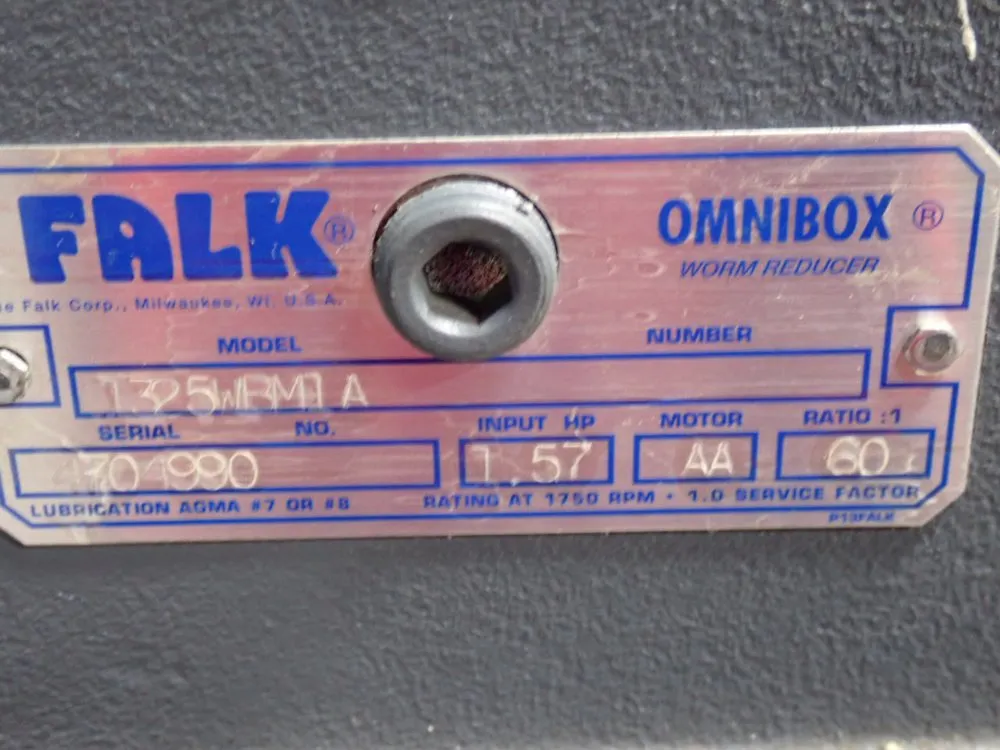 FALK® OMNIBOX ®
WORM REDUCER
e Falk Corp., Milwaukee, WI. U.S.A.
MODEL NUMBER
1325WBM1A
SERIAL NO. INPUT HP MOTOR RATIO :1
4704990 1.57 AA 60
LUBRICATION AGMA #7 OR #8 RATING AT 1750 RPM • 1.0 SERVICE FACTOR
P13FALK